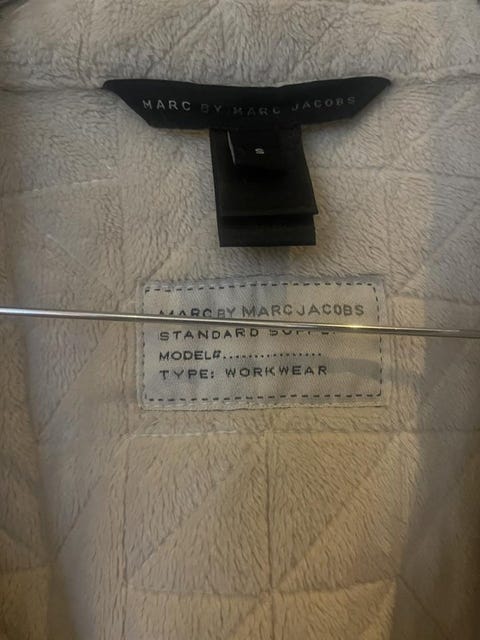 MARC BY MARC JACOBS
S
MARC BY MARC JACOBS
STANDARD
MODEL#................
TYPE: WORKWEAR